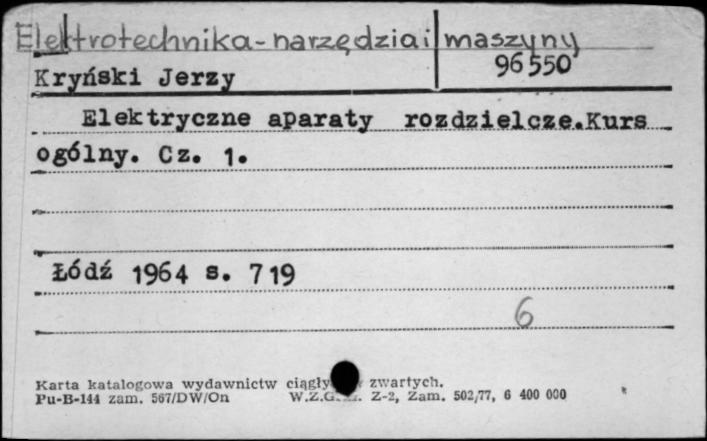 Elektrotechnika - narzędzia i maszyny
96550
Kryński Jerzy
Elektryczne aparaty rozdzielcze.Kurs
ogólny. Cz. 1.
Łódź 1964 s. 719
6
Karta katalogowa wydawnictw ciągły zwartych.
Pu-B-144 zam. 567/DW/On W.Z.G. Z-2, Zam. 502/77, 6 400 000